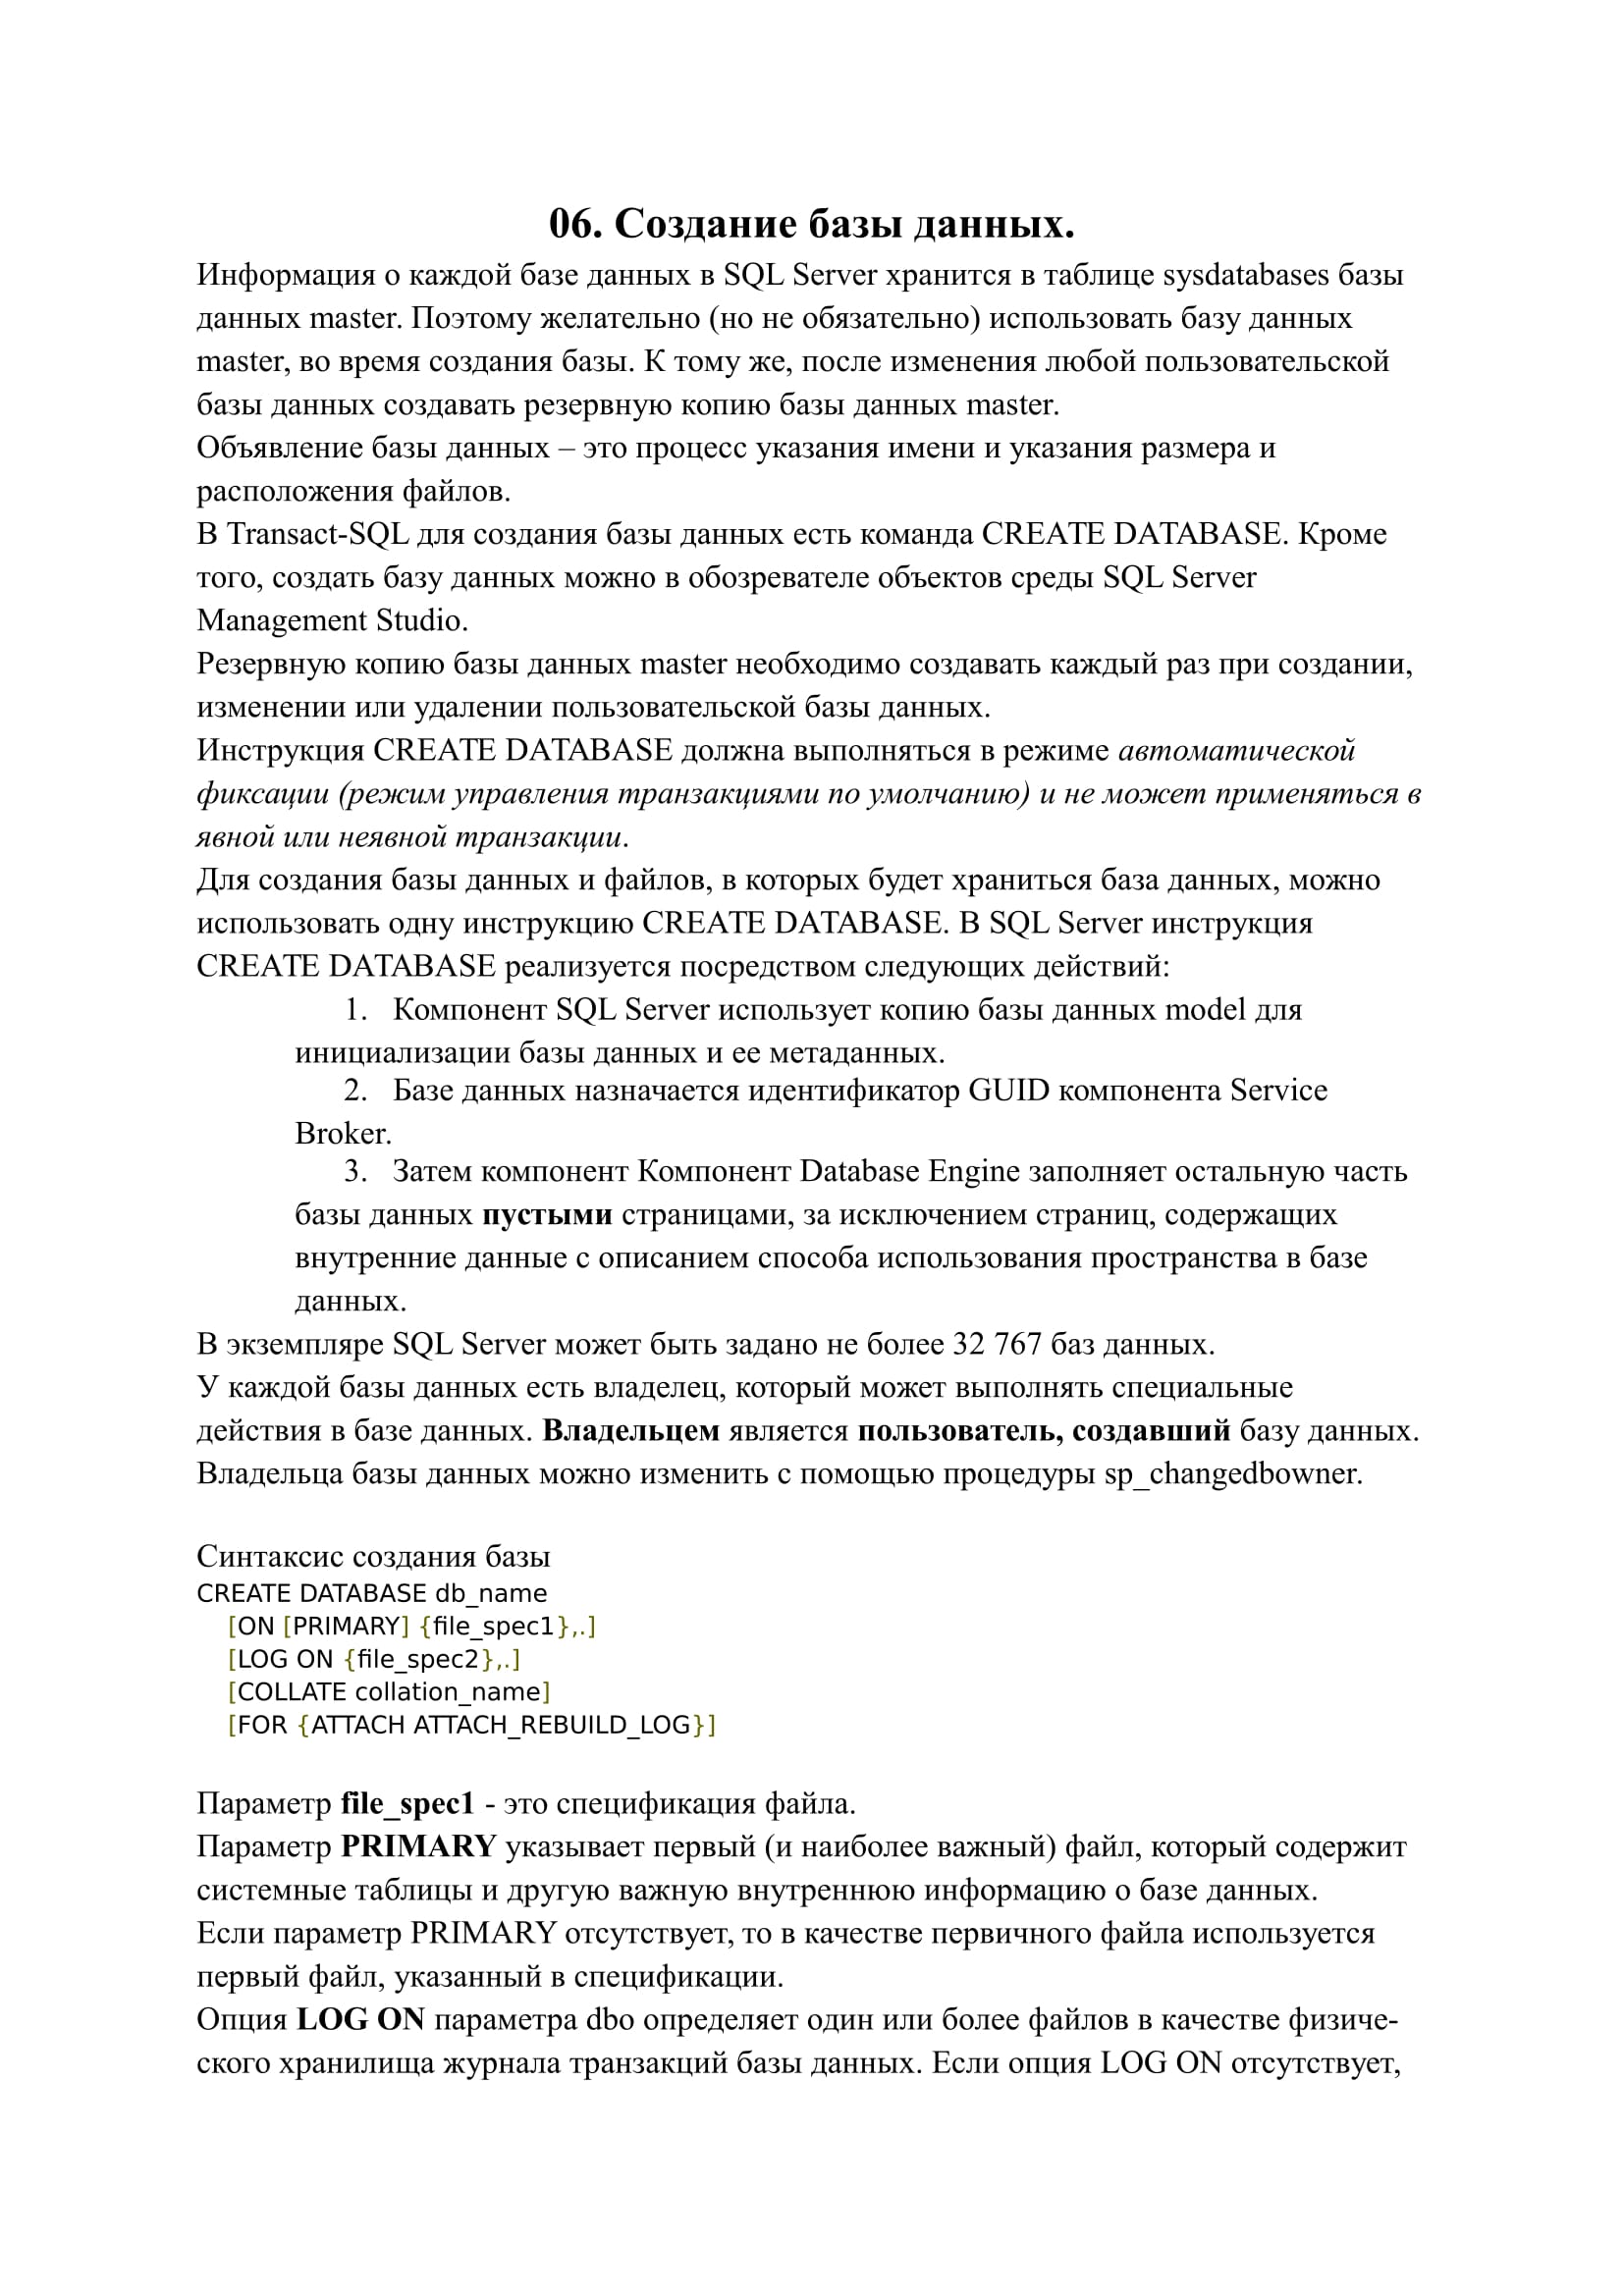 06. Создание базы данных.
Информация о каждой базе данных в SQL Server хранится в таблице sysdatabases базы
данных master. Поэтому желательно (но не обязательно) использовать базу данных
master, во время создания базы. К тому же, после изменения любой пользовательской
базы данных создавать резервную копию базы данных master.
Объявление базы данных – это процесс указания имени и указания размера и
расположения файлов.
В Transact-SQL для создания базы данных есть команда CREATE DATABASE. Кроме
того, создать базу данных можно в обозревателе объектов среды SQL Server
Management Studio.
Резервную копию базы данных master необходимо создавать каждый раз при создании,
изменении или удалении пользовательской базы данных.
Инструкция CREATE DATABASE должна выполняться в режиме автоматической
фиксации (режим управления транзакциями по умолчанию) и не может применяться в
явной или неявной транзакции.
Для создания базы данных и файлов, в которых будет храниться база данных, можно
использовать одну инструкцию CREATE DATABASE. В SQL Server инструкция
CREATE DATABASE реализуется посредством следующих действий:
1. Компонент SQL Server использует копию базы данных model для
инициализации базы данных и ее метаданных.
2. Базе данных назначается идентификатор GUID компонента Service
Broker.
3. Затем компонент Компонент Database Engine заполняет остальную часть
базы данных пустыми страницами, за исключением страниц, содержащих
внутренние данные с описанием способа использования пространства в базе
данных.
В экземпляре SQL Server может быть задано не более 32 767 баз данных.
У каждой базы данных есть владелец, который может выполнять специальные
действия в базе данных. Владельцем является пользователь, создавший базу данных.
Владельца базы данных можно изменить с помощью процедуры sp_changedbowner.
Синтаксис создания базы
CREATE DATABASE db_name
[ON [PRIMARY] {file_spec1},.]
[LOG ON {file_spec2},.]
[COLLATE collation_name]
[FOR {ATTACH ATTACH_REBUILD_LOG}]
Параметр file_spec1 - это спецификация файла.
Параметр PRIMARY указывает первый (и наиболее важный) файл, который содержит
системные таблицы и другую важную внутреннюю информацию о базе данных.
Если параметр PRIMARY отсутствует, то в качестве первичного файла используется
первый файл, указанный в спецификации.
Опция LOG ON параметра dbo определяет один или более файлов в качестве физиче-
ского хранилища журнала транзакций базы данных. Если опция LOG ON отсутствует,